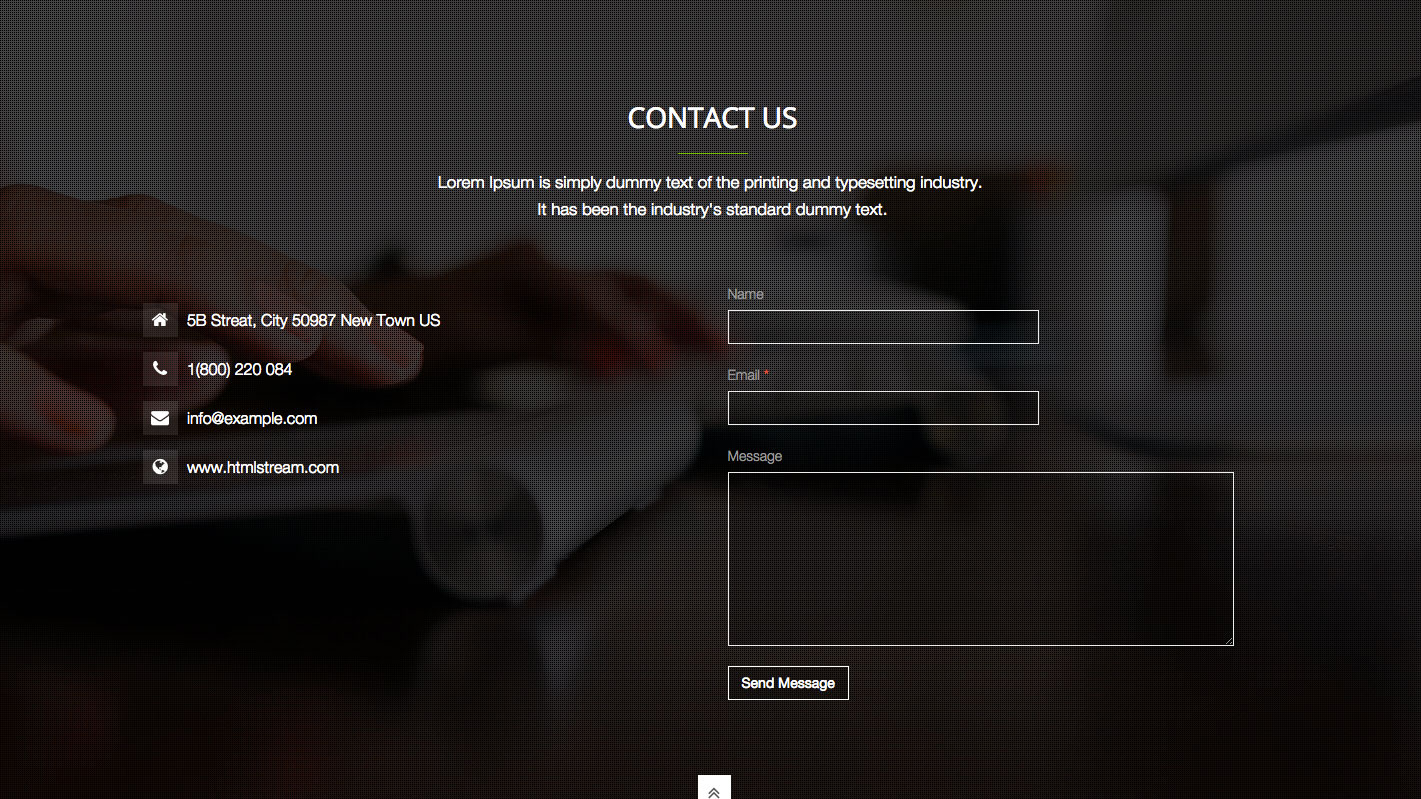 CONTACT US
Lorem Ipsum is simply dummy text of the printing and typesetting industry.
It has been the industry's standard dummy text.
5B Streat, City 50987 New Town US
1(800) 220 084
info@example.com
www.htmlstream.com
Name
Email *
Message
Send Message